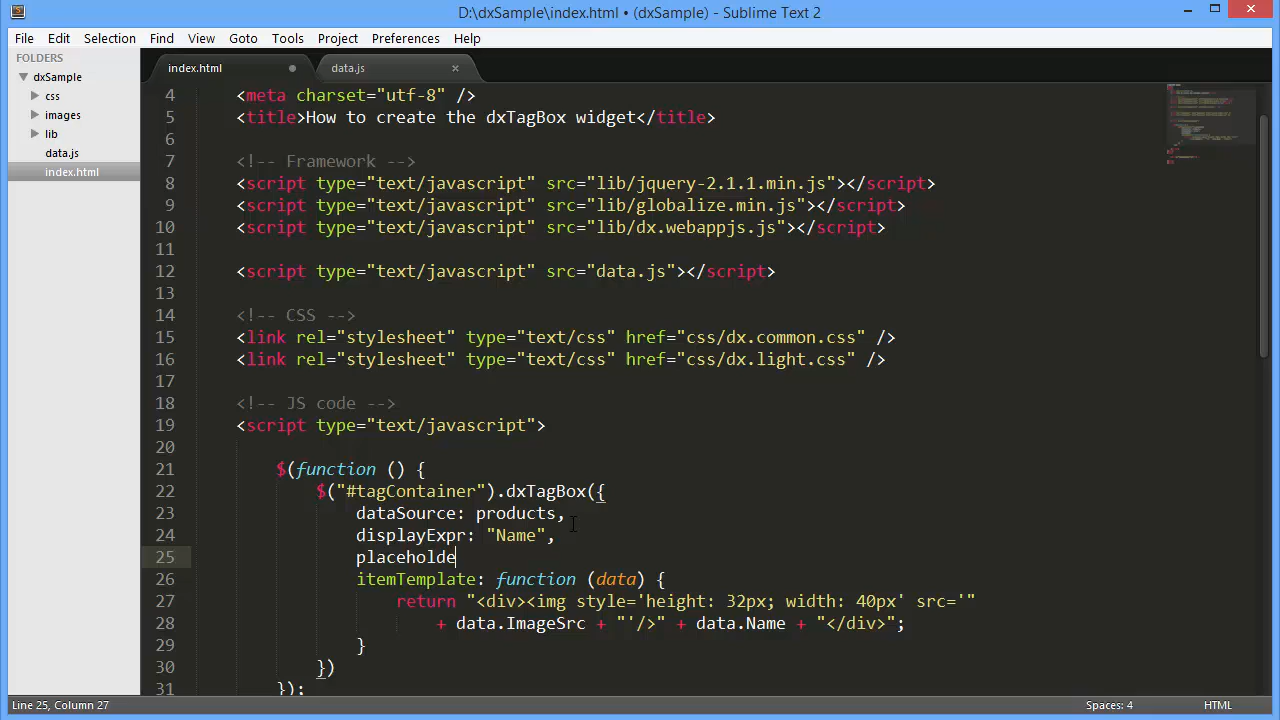 D:\dxSample\index.html • (dxSample) - Sublime Text 2
File Edit Selection Find View Goto Tools Project Preferences Help
FOLDERS
dxSample
css
images
lib
data.js
index.html
index.html data.js
4 <meta charset="utf-8" />
5 <title>How to create the dxTagBox widget</title>
6
7 <!-- Framework -->
8 <script type="text/javascript" src="lib/jquery-2.1.1.min.js"></script>
9 <script type="text/javascript" src="lib/globalize.min.js"></script>
10 <script type="text/javascript" src="lib/dx.webappjs.js"></script>
11
12 <script type="text/javascript" src="data.js"></script>
13
14 <!-- CSS -->
15 <link rel="stylesheet" type="text/css" href="css/dx.common.css" />
16 <link rel="stylesheet" type="text/css" href="css/dx.light.css" />
17
18 <!-- JS code -->
19 <script type="text/javascript">
20
21 $(function () {
22 $("#tagContainer").dxTagBox({
23 dataSource: products,
24 displayExpr: "Name",
25 placeholde
26 itemTemplate: function (data) {
27 return "<div><img style='height: 32px; width: 40px' src='"
28 + data.ImageSrc + "'/>" + data.Name + "</div>";
29 }
30 })
31 });
Line 25, Column 27 Spaces: 4 HTML